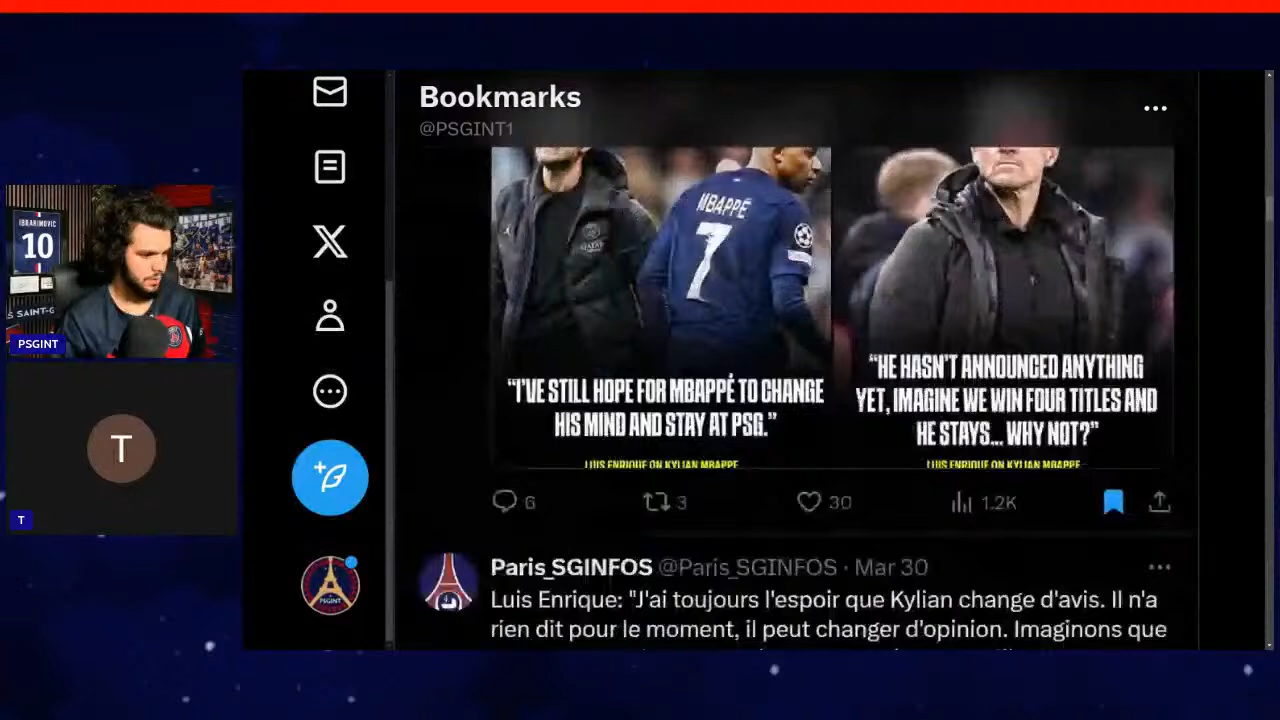 Bookmarks
@PSGINT1
MBAPPÉ
7
"I'VE STILL HOPE FOR MBAPPÉ TO CHANGE
HIS MIND AND STAY AT PSG."
LUIS ENRIQUE ON KYLIAN MBAPPE
"HE HASN'T ANNOUNCED ANYTHING
YET, IMAGINE WE WIN FOUR TITLES AND
HE STAYS... WHY NOT?"
LUIS ENRIQUE ON KYLIAN MBAPPE
6 3 30 1.2K
Paris_SGINFOS @Paris_SGINFOS · Mar 30
Luis Enrique: "J'ai toujours l'espoir que Kylian change d'avis. Il n'a
rien dit pour le moment, il peut changer d'opinion. Imaginons que
IBRAHIMOVIC
10
SAINT-G
PSGINT
T
T
PSGINT